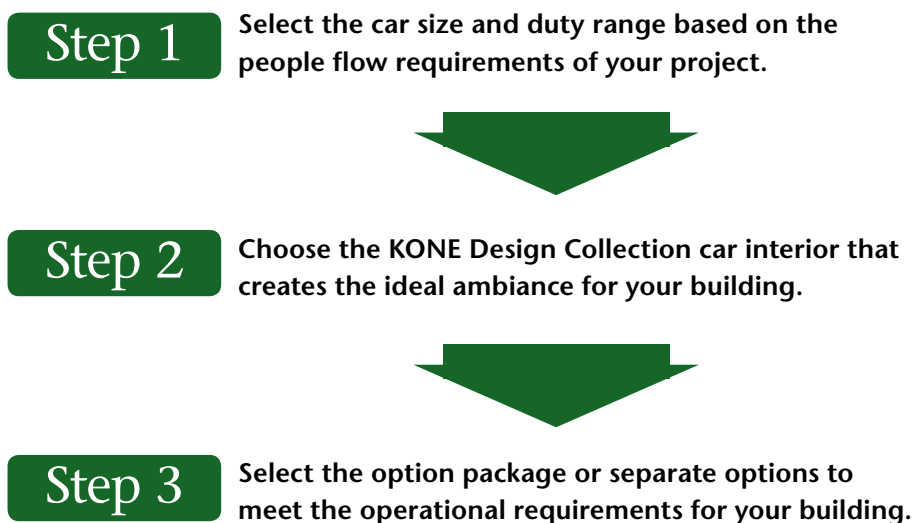 Step 1
Select the car size and duty range based on the
people flow requirements of your project.
Step 2
Choose the KONE Design Collection car interior that
creates the ideal ambiance for your building.
Step 3
Select the option package or separate options to
meet the operational requirements for your building.